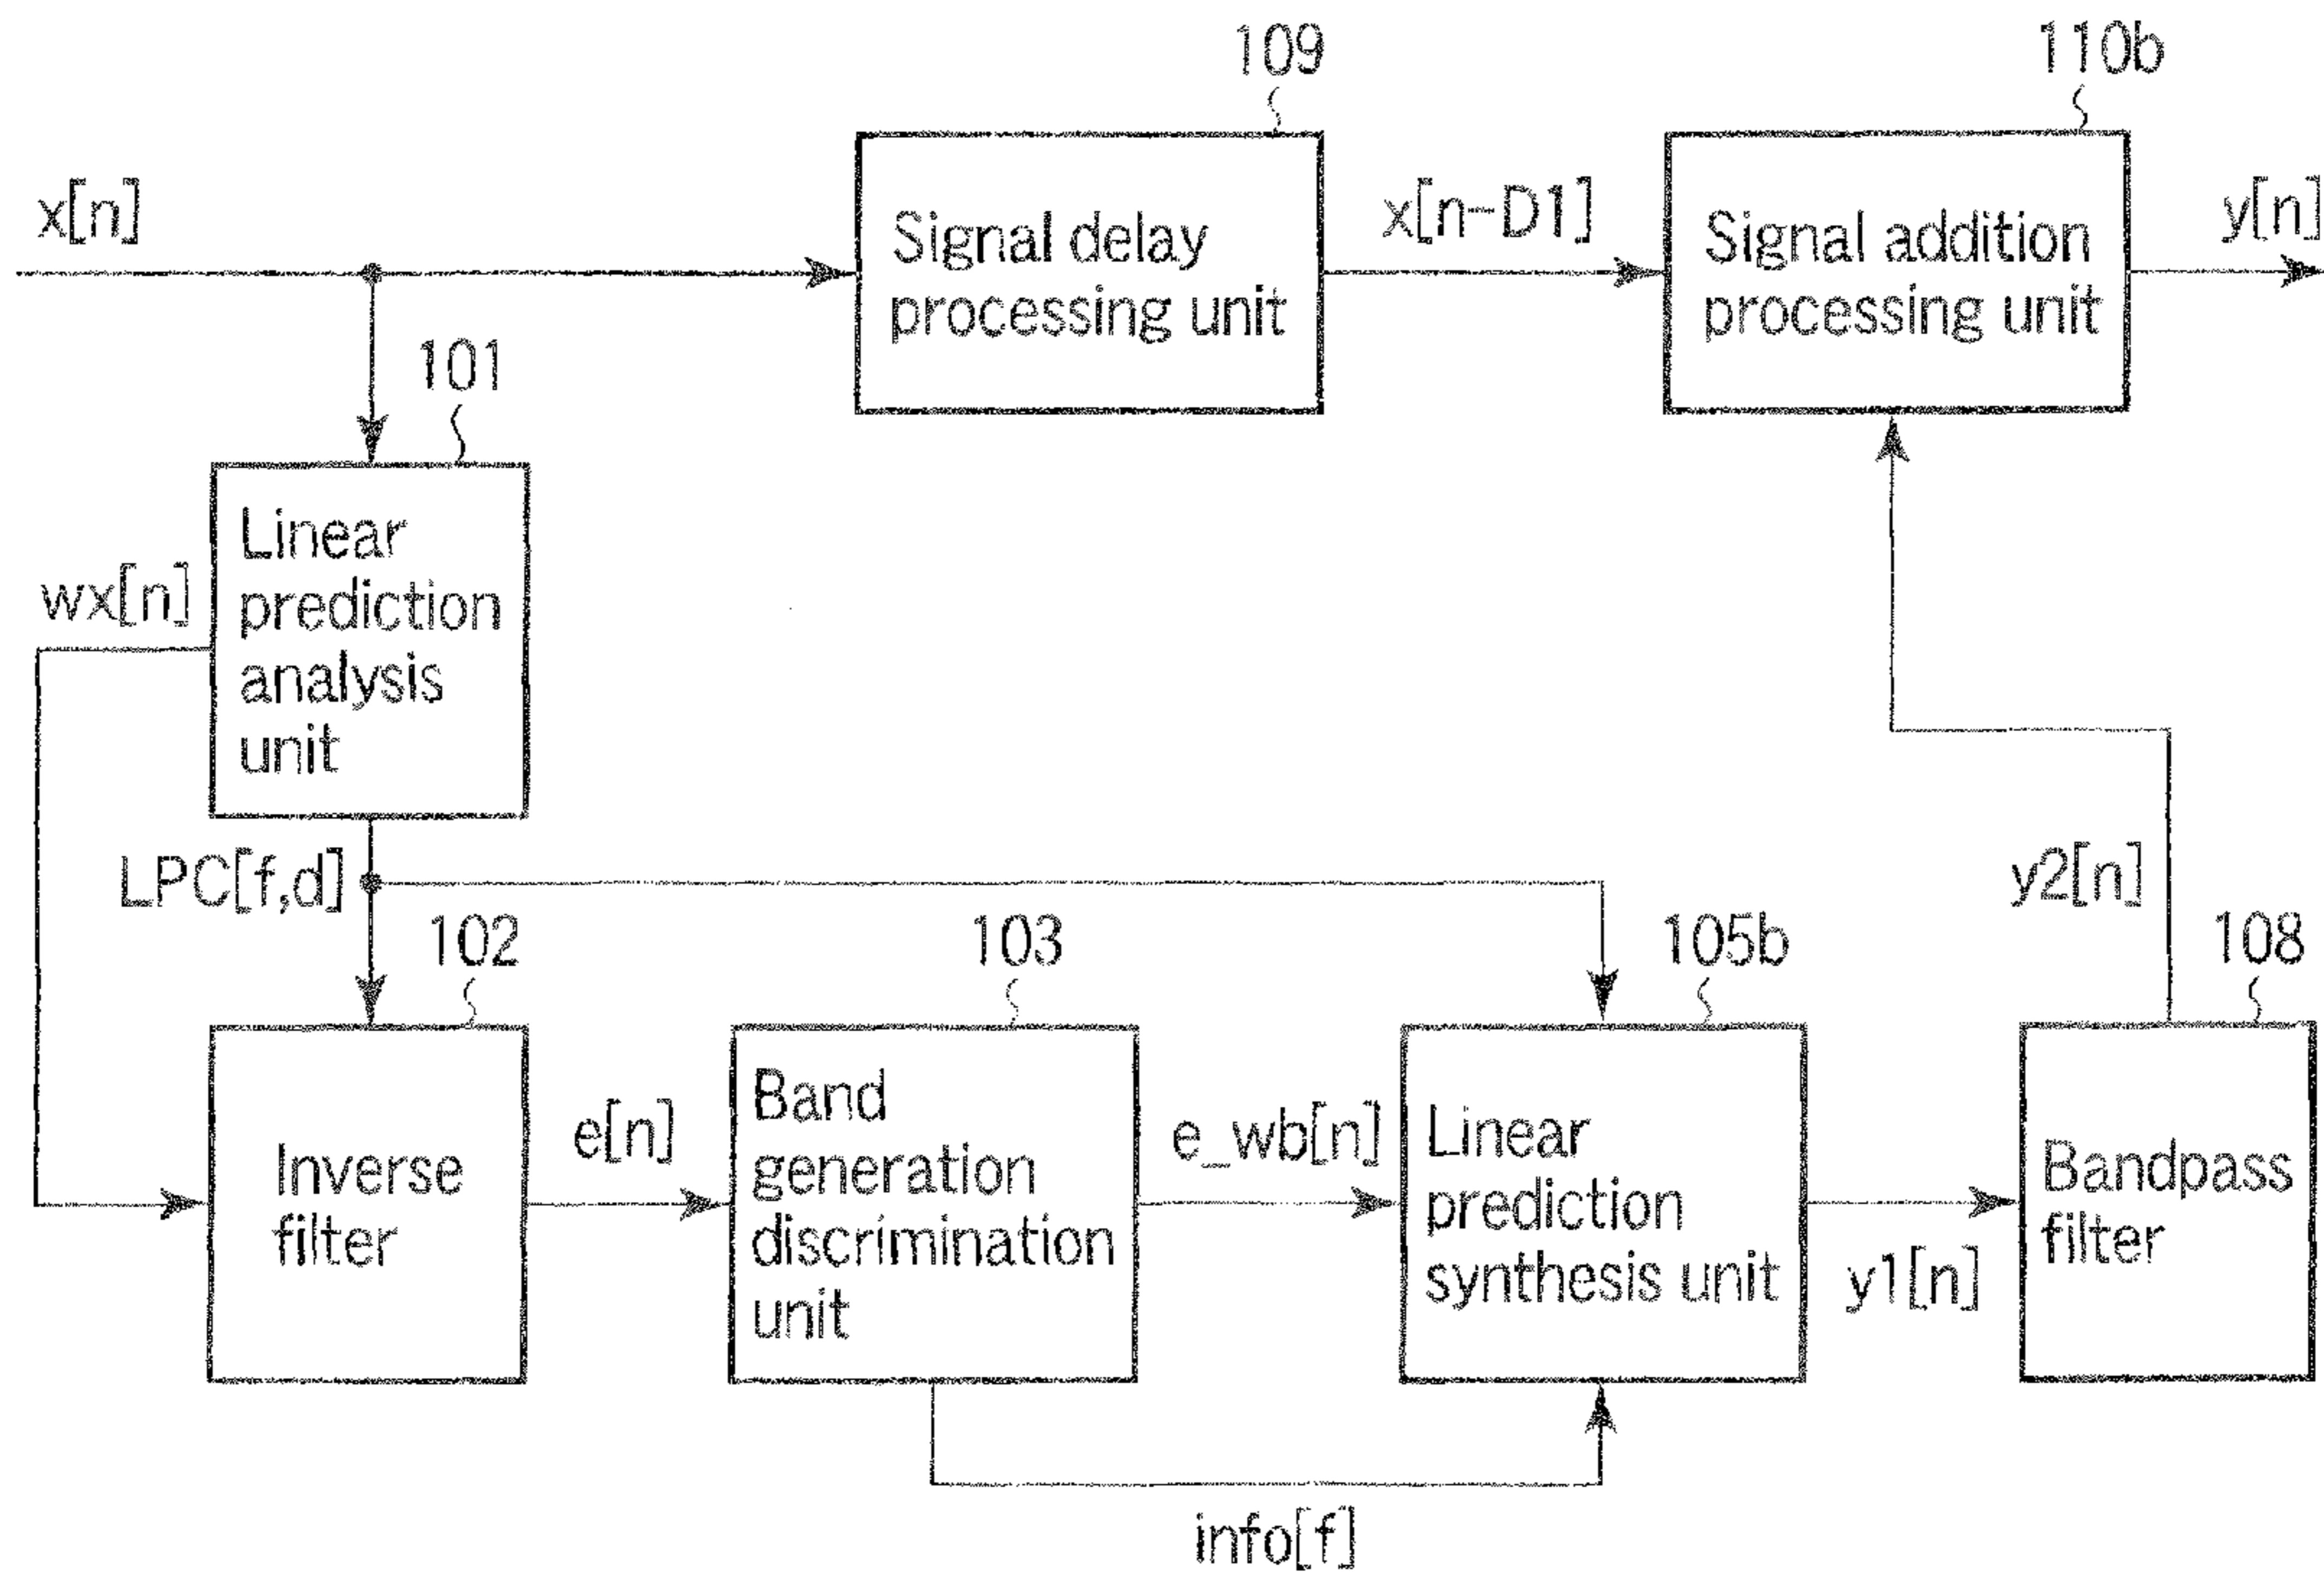 109
110b
x[n]
Signal delay
processing unit
x[n-D1]
Signal addition
processing unit
y[n]
101
Linear
prediction
analysis
unit
wx[n]
LPC[f,d]
102
103
105b
y2[n]
108
Inverse
filter
e[n]
Band
generation
discrimination
unit
e_wb[n]
Linear
prediction
synthesis unit
y1[n]
Bandpass
filter
info[f]